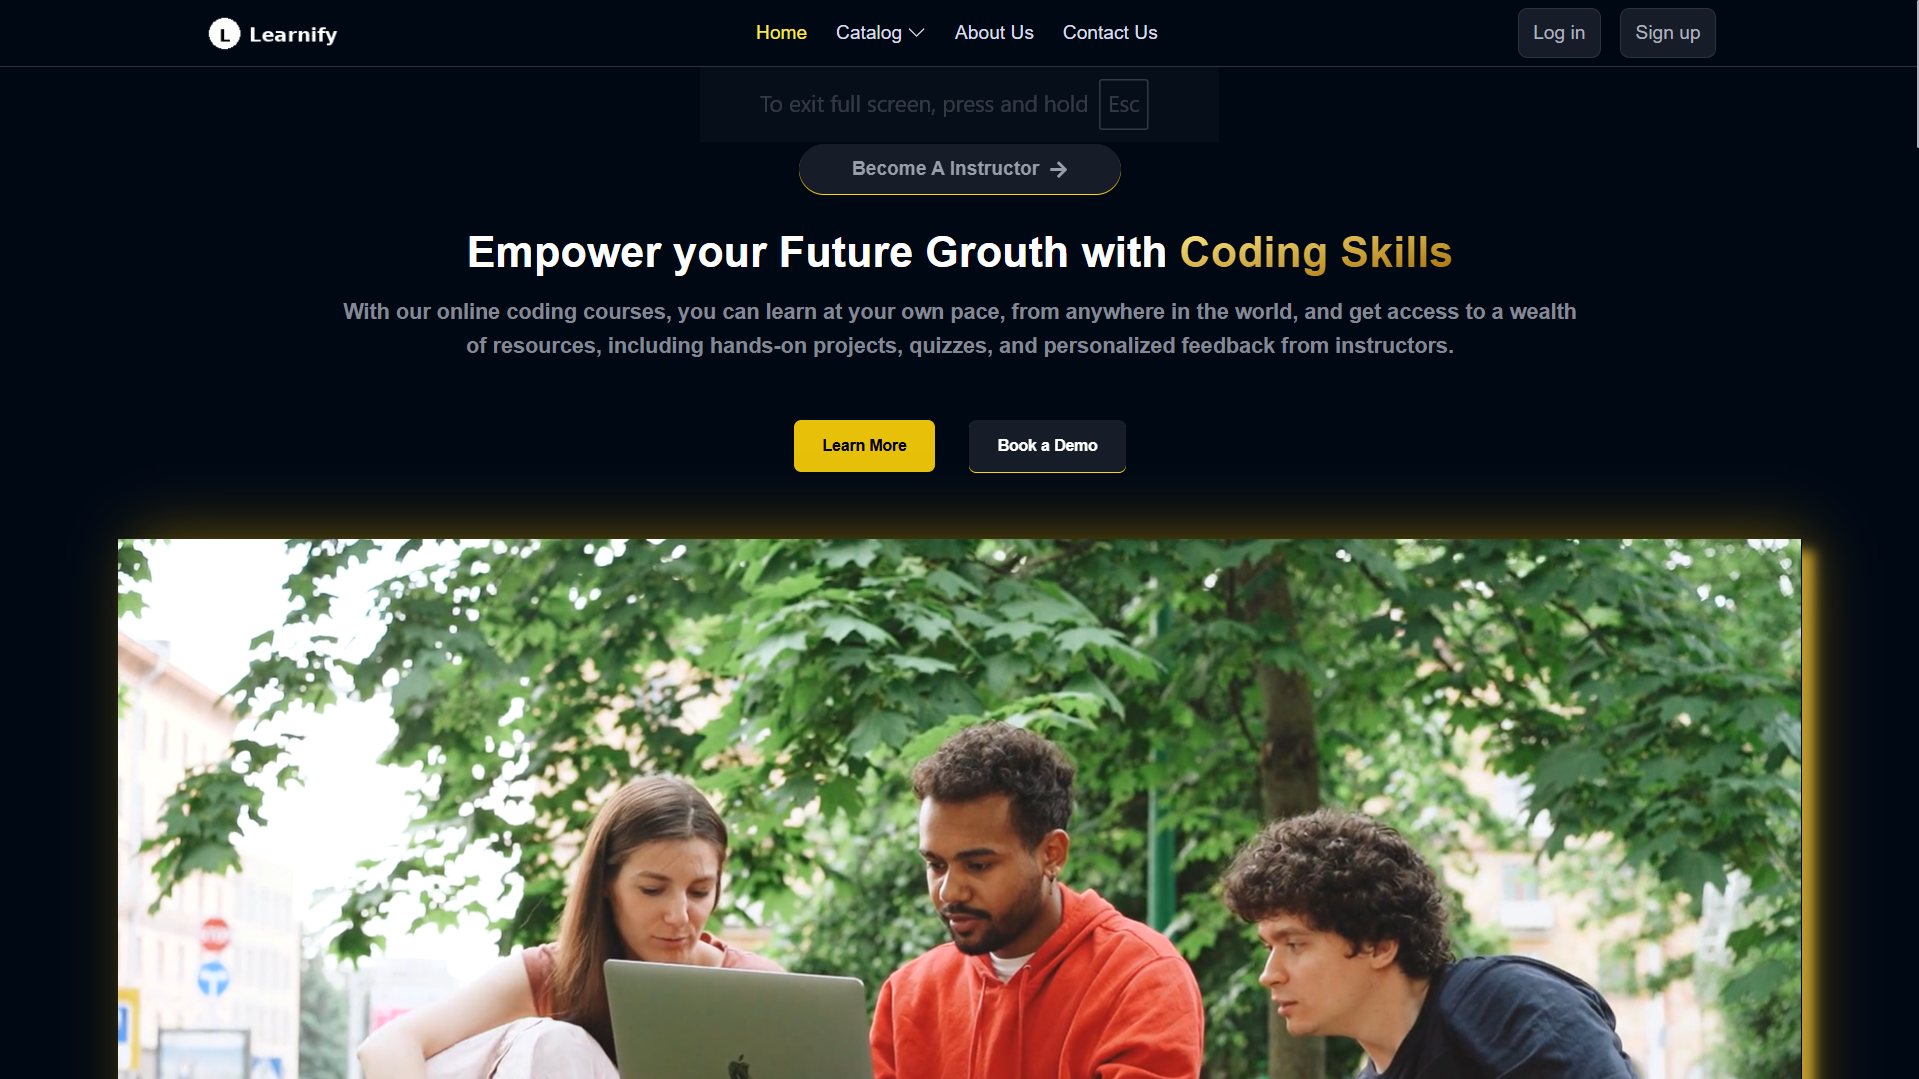 L Learnify
Home Catalog About Us Contact Us
Log in Sign up
To exit full screen, press and hold Esc
Become A Instructor
Empower your Future Grouth with Coding Skills
With our online coding courses, you can learn at your own pace, from anywhere in the world, and get access to a wealth
of resources, including hands-on projects, quizzes, and personalized feedback from instructors.
Learn More Book a Demo